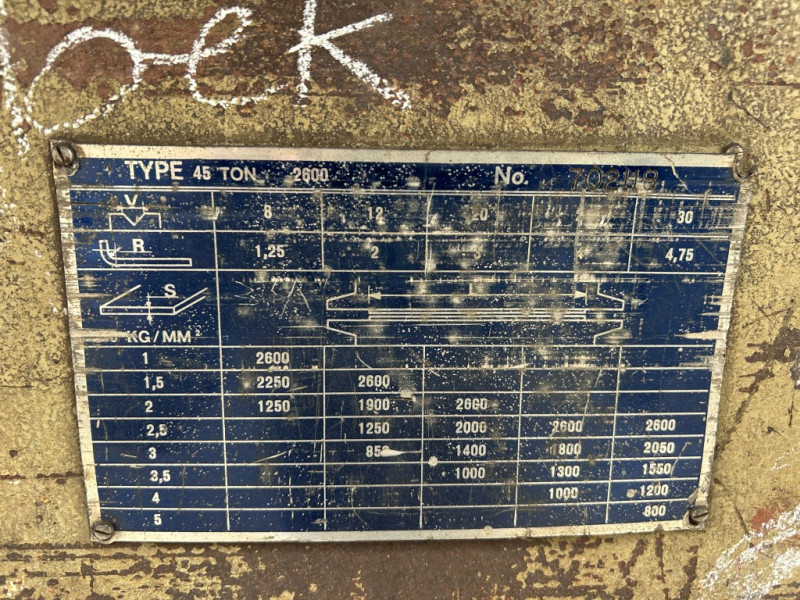 oek
TYPE 45 TON 2600 No.
V 8 12 30
R 1,25 2 4,75
S
KG/MM²
1 2600
1,5 2250 2600
2 1250 1900 2600
2,5 1250 2000 2600 2600
3 850 1400 1800 2050
3,5 1000 1300 1550
4 1000 1200
5 800